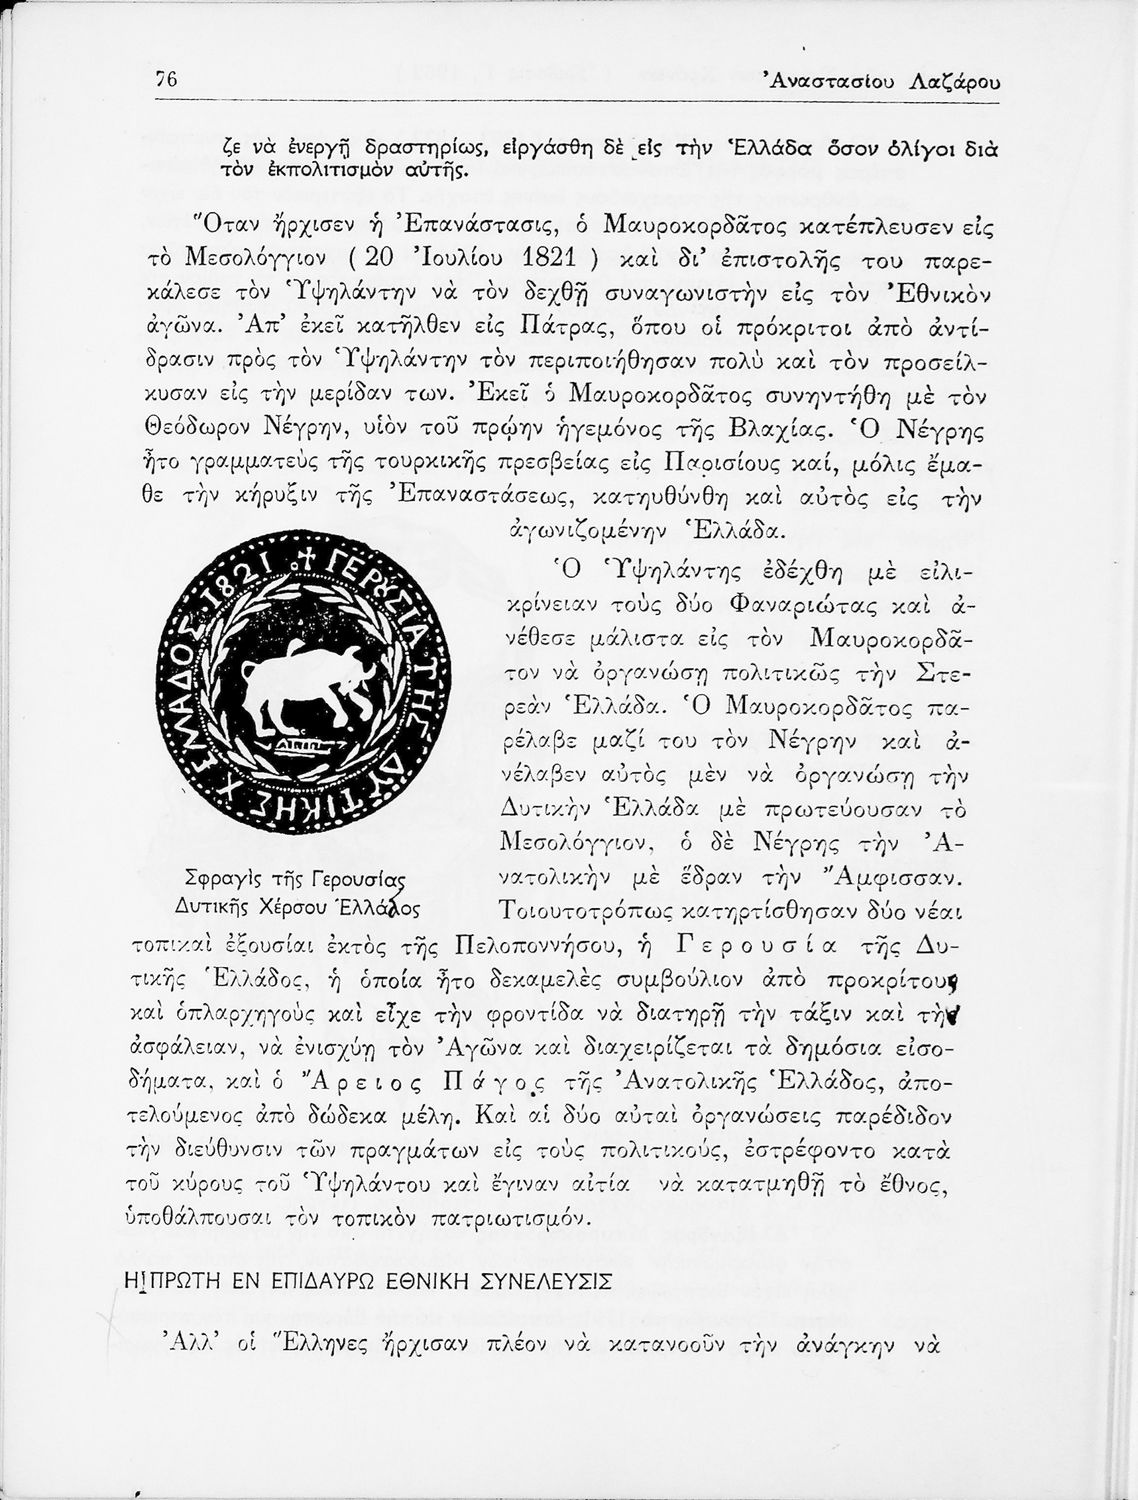 76
Ἀναστασίου Λαζάρου
ζε νὰ ἐνεργῇ δραστηρίως, εἰργάσθη δὲ εἰς τὴν Ἑλλάδα ὅσον ὀλίγοι διὰ
τὸν ἐκπολιτισμὸν αὐτῆς.
Ὅταν ἤρχισεν ἡ Ἐπανάστασις, ὁ Μαυροκορδᾶτος κατέπλευσεν εἰς
τὸ Μεσολόγγιον ( 20 Ἰουλίου 1821 ) καὶ δι’ ἐπιστολῆς του παρε-
κάλεσε τὸν Ὑψηλάντην νὰ τὸν δεχθῇ συναγωνιστὴν εἰς τὸν Ἐθνικὸν
ἀγῶνα. Ἀπ’ ἐκεῖ κατῆλθεν εἰς Πάτρας, ὅπου οἱ πρόκριτοι ἀπὸ ἀντί-
δρασιν πρὸς τὸν Ὑψηλάντην τὸν περιποιήθησαν πολὺ καὶ τὸν προσείλ-
κυσαν εἰς τὴν μερίδαν των. Ἐκεῖ ὁ Μαυροκορδᾶτος συνηντήθη μὲ τὸν
Θεόδωρον Νέγρην, υἱὸν τοῦ πρώην ἡγεμόνος τῆς Βλαχίας. Ὁ Νέγρης
ἦτο γραμματεὺς τῆς τουρκικῆς πρεσβείας εἰς Παρισίους καί, μόλις ἔμα-
θε τὴν κήρυξιν τῆς Ἐπαναστάσεως, κατηυθύνθη καὶ αὐτὸς εἰς τὴν
ἀγωνιζομένην Ἑλλάδα.
Ὁ Ὑψηλάντης ἐδέχθη μὲ εἰλι-
κρίνειαν τοὺς δύο Φαναριώτας καὶ ἀ-
νέθεσε μάλιστα εἰς τὸν Μαυροκορδᾶ-
τον νὰ ὀργανώσῃ πολιτικῶς τὴν Στε-
ρεὰν Ἑλλάδα. Ὁ Μαυροκορδᾶτος πα-
ρέλαβε μαζί του τὸν Νέγρην καὶ ἀ-
νέλαβεν αὐτὸς μὲν νὰ ὀργανώσῃ τὴν
Δυτικὴν Ἑλλάδα μὲ πρωτεύουσαν τὸ
Μεσολόγγιον, ὁ δὲ Νέγρης τὴν Ἀ-
νατολικὴν μὲ ἕδραν τὴν Ἄμφισσαν.
Τοιουτοτρόπως κατηρτίσθησαν δύο νέαι
ΓΕΡȣΣΙΑ ΤΗΣ ΔΥΤΙΚΗΣ Χ ΕΛΛΑΔΟΣ 1821
Σφραγὶς τῆς Γερουσίας
Δυτικῆς Χέρσου Ἑλλάδος
τοπικαὶ ἐξουσίαι ἐκτὸς τῆς Πελοποννήσου, ἡ Γερουσία τῆς Δυ-
τικῆς Ἑλλάδος, ἡ ὁποία ἦτο δεκαμελὲς συμβούλιον ἀπὸ προκρίτους
καὶ ὁπλαρχηγοὺς καὶ εἶχε τὴν φροντίδα νὰ διατηρῇ τὴν τάξιν καὶ τὴν
ἀσφάλειαν, νὰ ἐνισχύῃ τὸν Ἀγῶνα καὶ διαχειρίζεται τὰ δημόσια εἰσο-
δήματα, καὶ ὁ Ἄρειος Πάγος τῆς Ἀνατολικῆς Ἑλλάδος, ἀπο-
τελούμενος ἀπὸ δώδεκα μέλη. Καὶ αἱ δύο αὐταὶ ὀργανώσεις παρέδιδον
τὴν διεύθυνσιν τῶν πραγμάτων εἰς τοὺς πολιτικούς, ἐστρέφοντο κατὰ
τοῦ κύρους τοῦ Ὑψηλάντου καὶ ἔγιναν αἰτία νὰ κατατμηθῇ τὸ ἔθνος,
ὑποθάλπουσαι τὸν τοπικὸν πατριωτισμόν.
Η ΠΡΩΤΗ ΕΝ ΕΠΙΔΑΥΡΩ ΕΘΝΙΚΗ ΣΥΝΕΛΕΥΣΙΣ
Ἀλλ’ οἱ Ἕλληνες ἤρχισαν πλέον νὰ κατανοοῦν τὴν ἀνάγκην νὰ